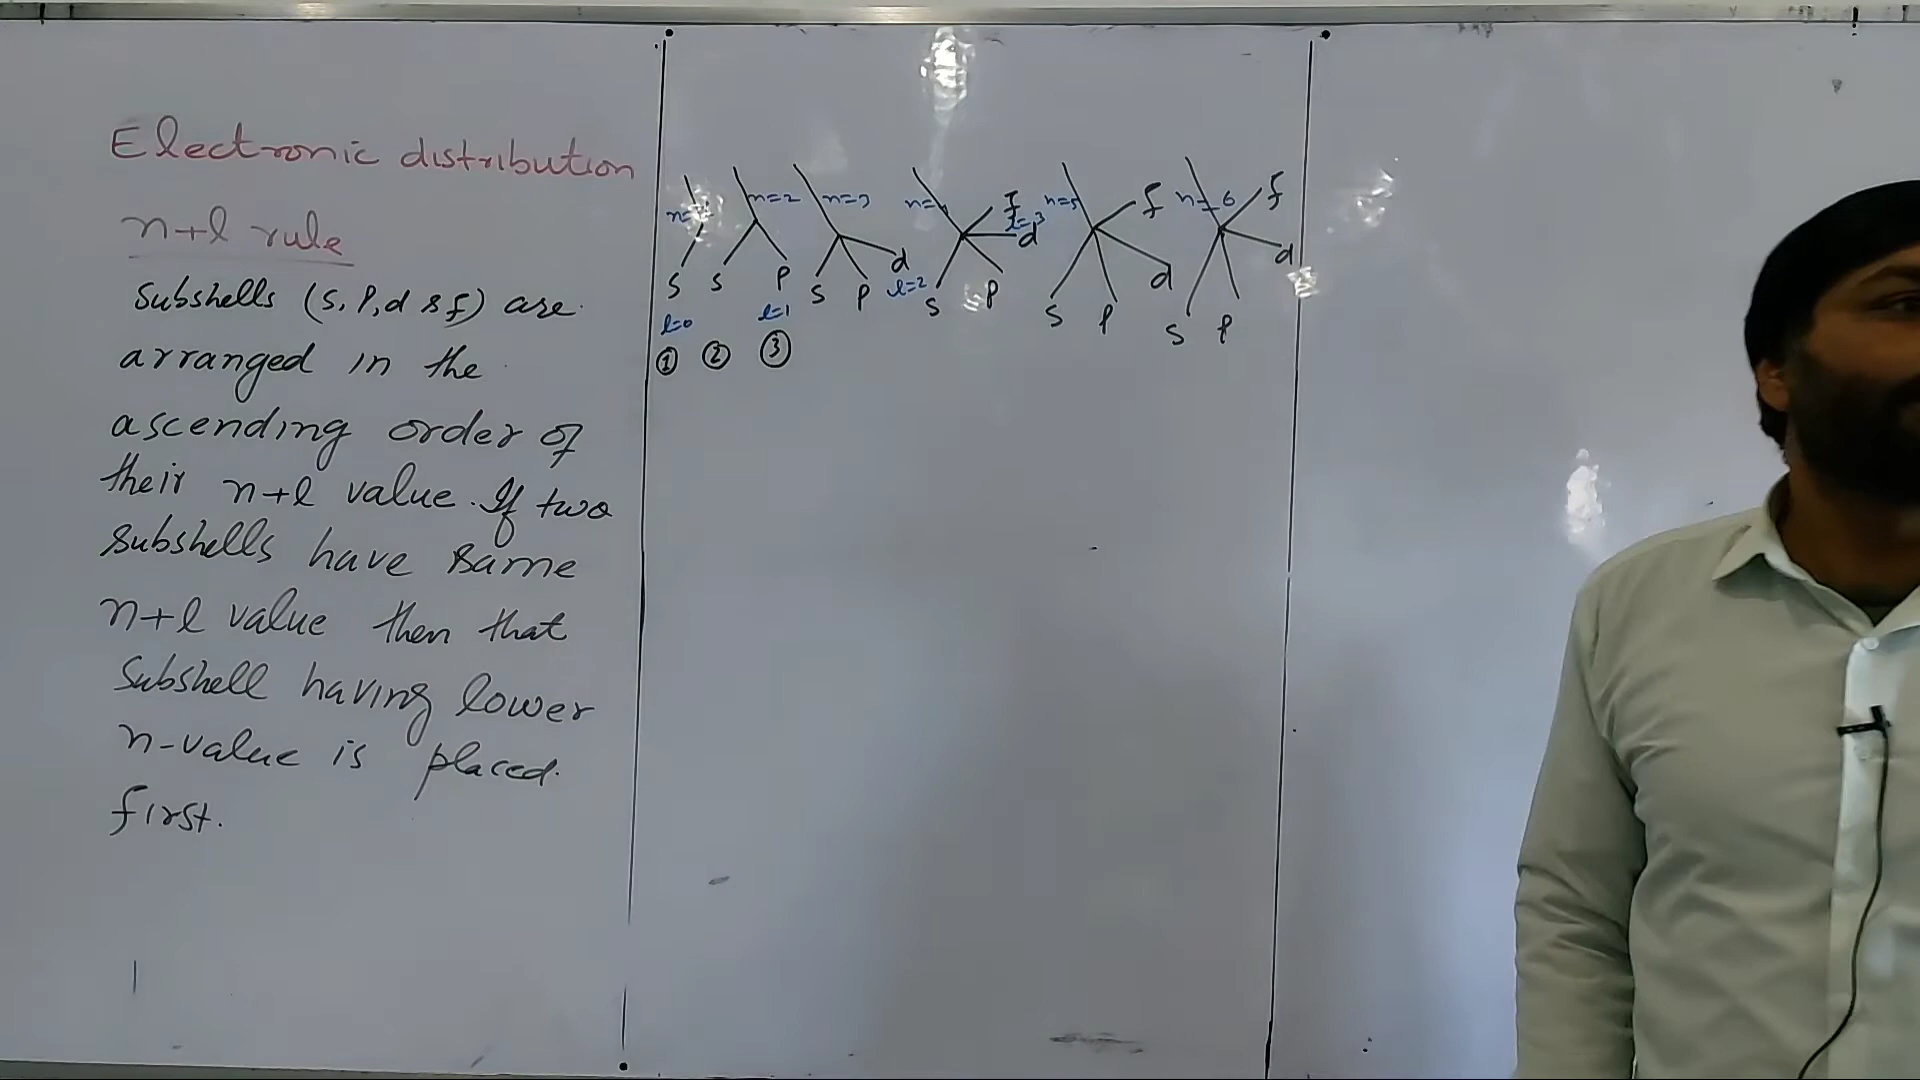 Electronic distribution
n+l rule
Subshells (s, p, d & f) are
arranged in the
ascending order of
their n+l value. If two
subshells have same
n+l value then that
subshell having lower
n-value is placed.
first.
n=2 n=3 n=5 f n=6 f
f l=3
d d d d
s s p s p l=2 s p s p s p
l=0 l=1
① ② ③